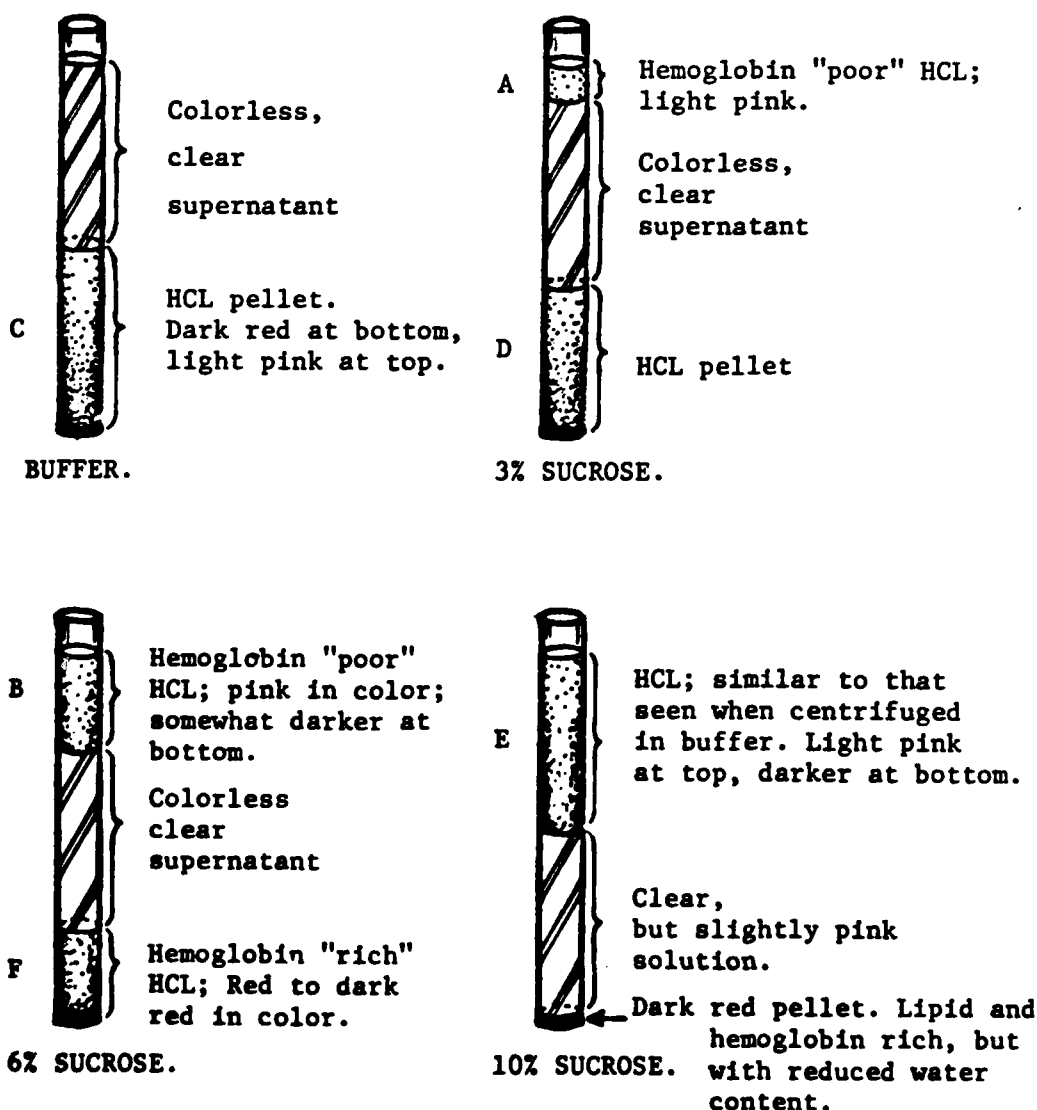 Colorless,
clear
supernatant
C
HCL pellet.
Dark red at bottom,
light pink at top.
BUFFER.
A
Hemoglobin "poor" HCL;
light pink.
Colorless,
clear
supernatant
D
HCL pellet
3% SUCROSE.
B
Hemoglobin "poor"
HCL; pink in color;
somewhat darker at
bottom.
Colorless
clear
supernatant
F
Hemoglobin "rich"
HCL; Red to dark
red in color.
6% SUCROSE.
E
HCL; similar to that
seen when centrifuged
in buffer. Light pink
at top, darker at bottom.
Clear,
but slightly pink
solution.
Dark red pellet. Lipid and
hemoglobin rich, but
with reduced water
content.
10% SUCROSE.